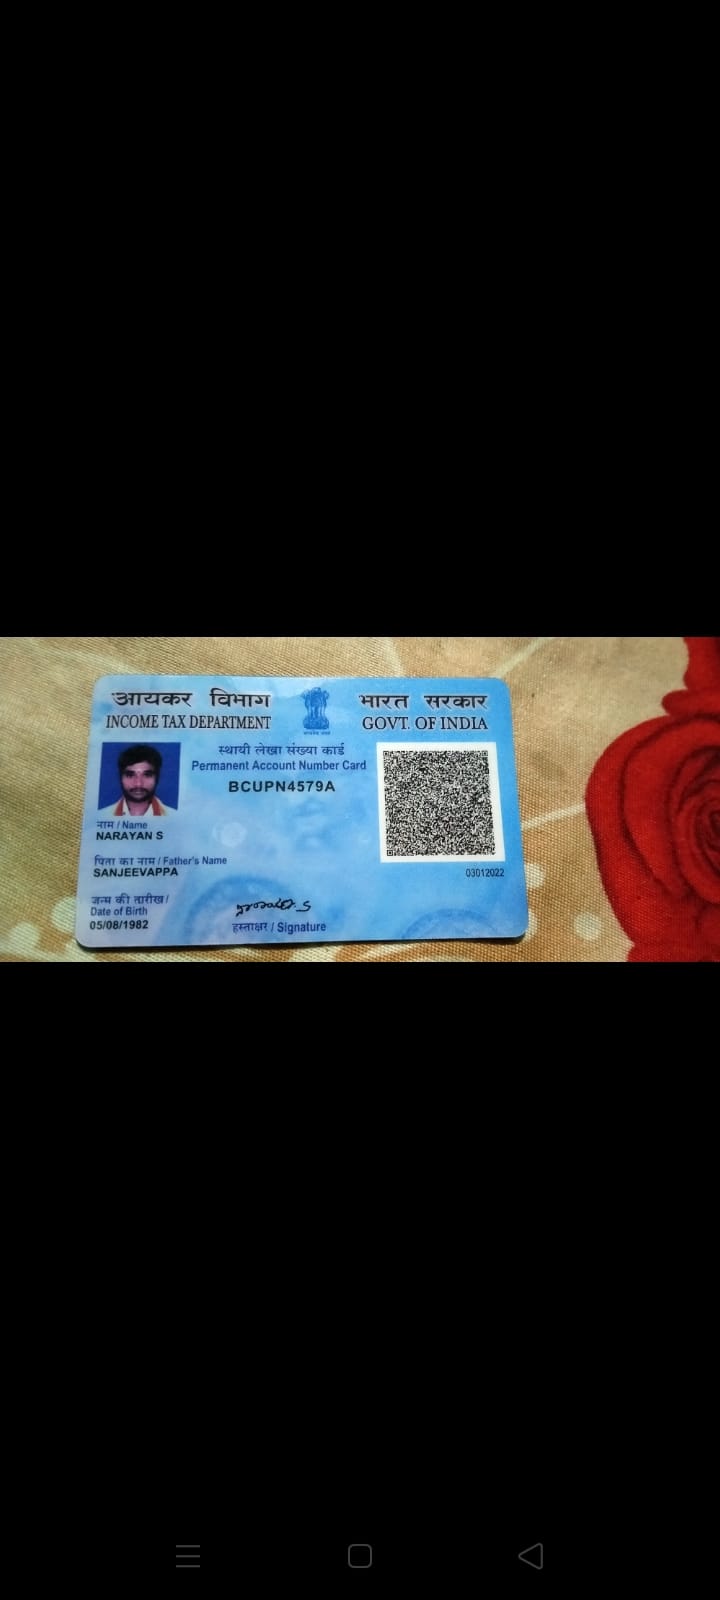 आयकर विभाग
INCOME TAX DEPARTMENT
भारत सरकार
GOVT. OF INDIA
स्थायी लेखा संख्या कार्ड
Permanent Account Number Card
BCUPN4579A
नाम / Name
NARAYAN S
पिता का नाम / Father's Name
SANJEEVAPPA
03012022
जन्म की तारीख /
Date of Birth
05/08/1982
हस्ताक्षर / Signature